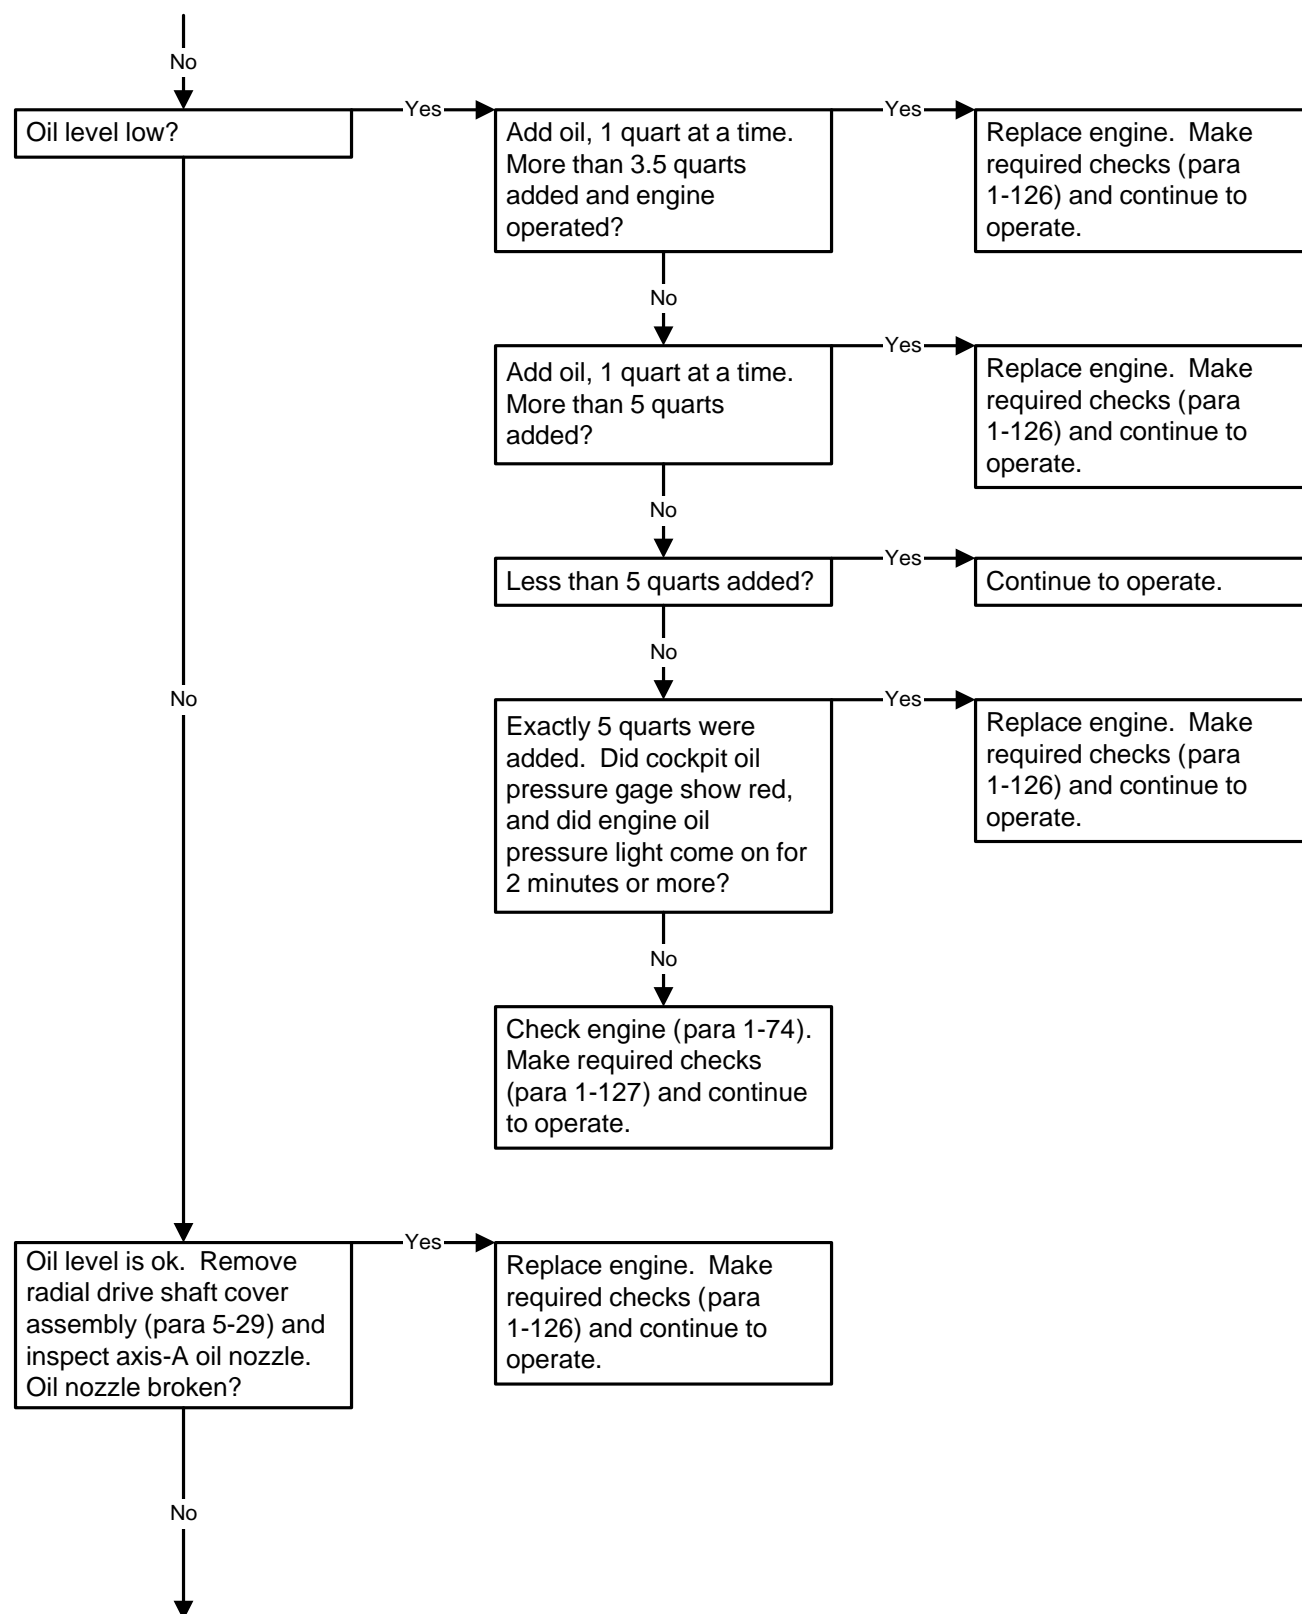 No
Oil level low?
Yes
Add oil, 1 quart at a time.
More than 3.5 quarts
added and engine
operated?
Yes
Replace engine.  Make
required checks (para
1-126) and continue to
operate.
No
Add oil, 1 quart at a time.
More than 5 quarts
added?
Yes
Replace engine.  Make
required checks (para
1-126) and continue to
operate.
No
Less than 5 quarts added?
Yes
Continue to operate.
No
Exactly 5 quarts were
added.  Did cockpit oil
pressure gage show red,
and did engine oil
pressure light come on for
2 minutes or more?
Yes
Replace engine.  Make
required checks (para
1-126) and continue to
operate.
No
Check engine (para 1-74).
Make required checks
(para 1-127) and continue
to operate.
No
Oil level is ok.  Remove
radial drive shaft cover
assembly (para 5-29) and
inspect axis-A oil nozzle.
Oil nozzle broken?
Yes
Replace engine.  Make
required checks (para
1-126) and continue to
operate.
No